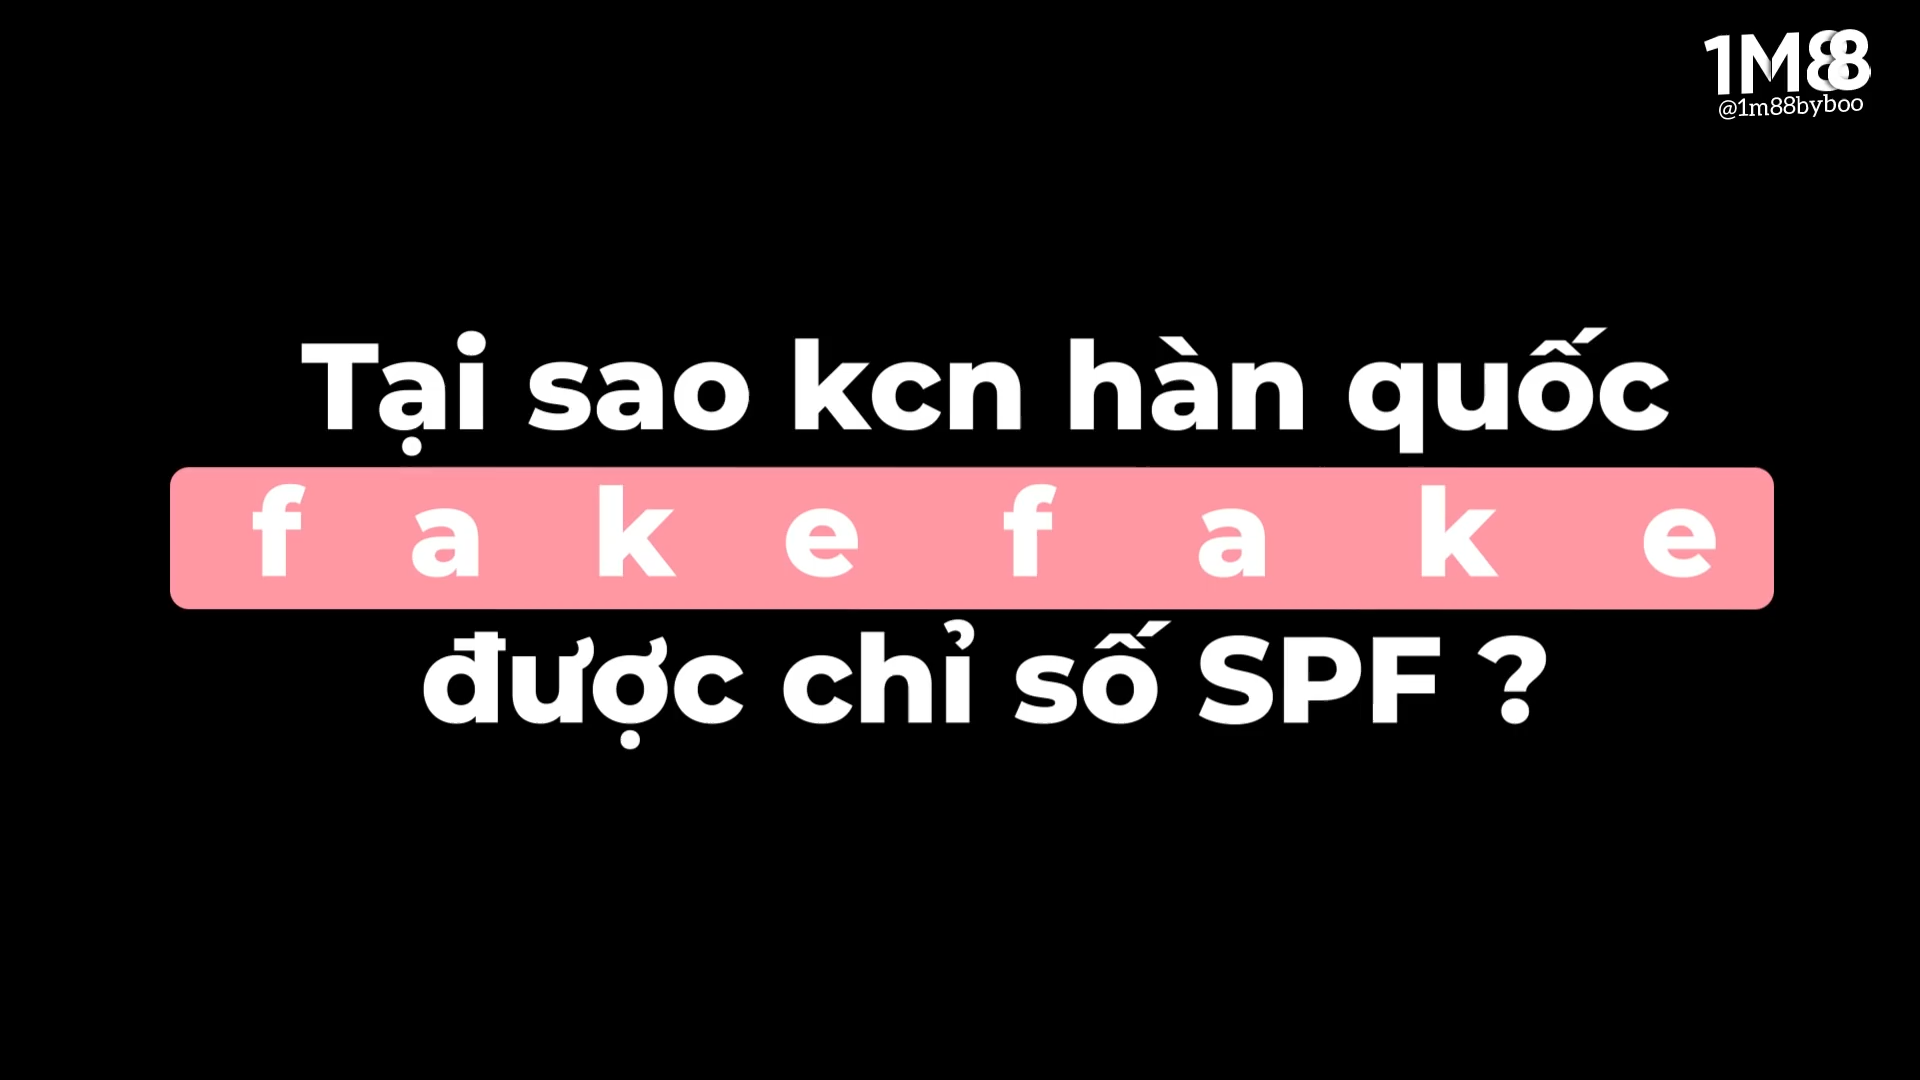 1M88
@1m88byboo
Tại sao kcn hàn quốc
f a k e f a k e
được chỉ số SPF ?